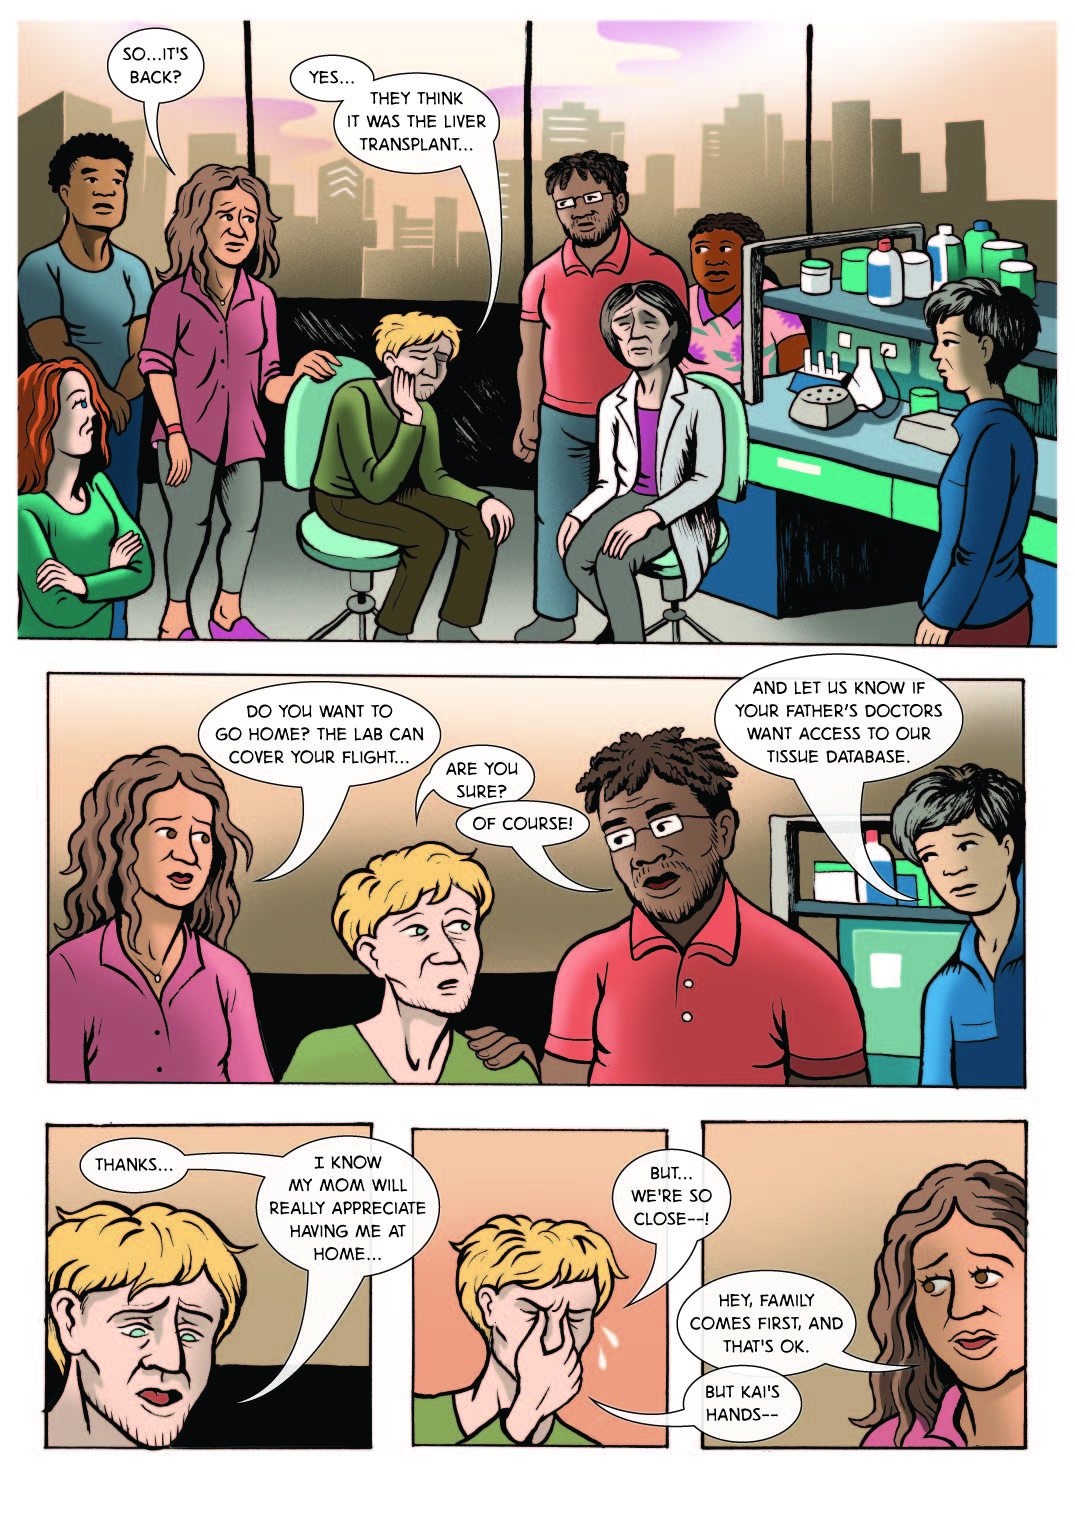 SO...IT'S
BACK?
YES...
THEY THINK
IT WAS THE LIVER
TRANSPLANT...
DO YOU WANT TO
GO HOME? THE LAB CAN
COVER YOUR FLIGHT...
ARE YOU
SURE?
OF COURSE!
AND LET US KNOW IF
YOUR FATHER'S DOCTORS
WANT ACCESS TO OUR
TISSUE DATABASE.
THANKS...
I KNOW
MY MOM WILL
REALLY APPRECIATE
HAVING ME AT
HOME...
BUT...
WE'RE SO
CLOSE--!
HEY, FAMILY
COMES FIRST, AND
THAT'S OK.
BUT KAI'S
HANDS--